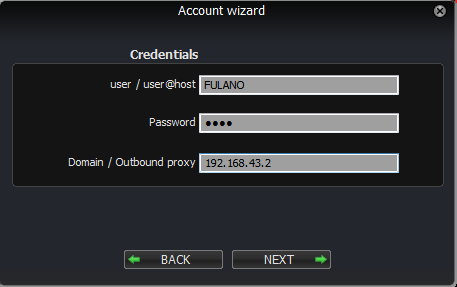 Account wizard
Credentials
user / user@host FULANO
Password ●●●●
Domain / Outbound proxy 192.168.43.2
BACK NEXT